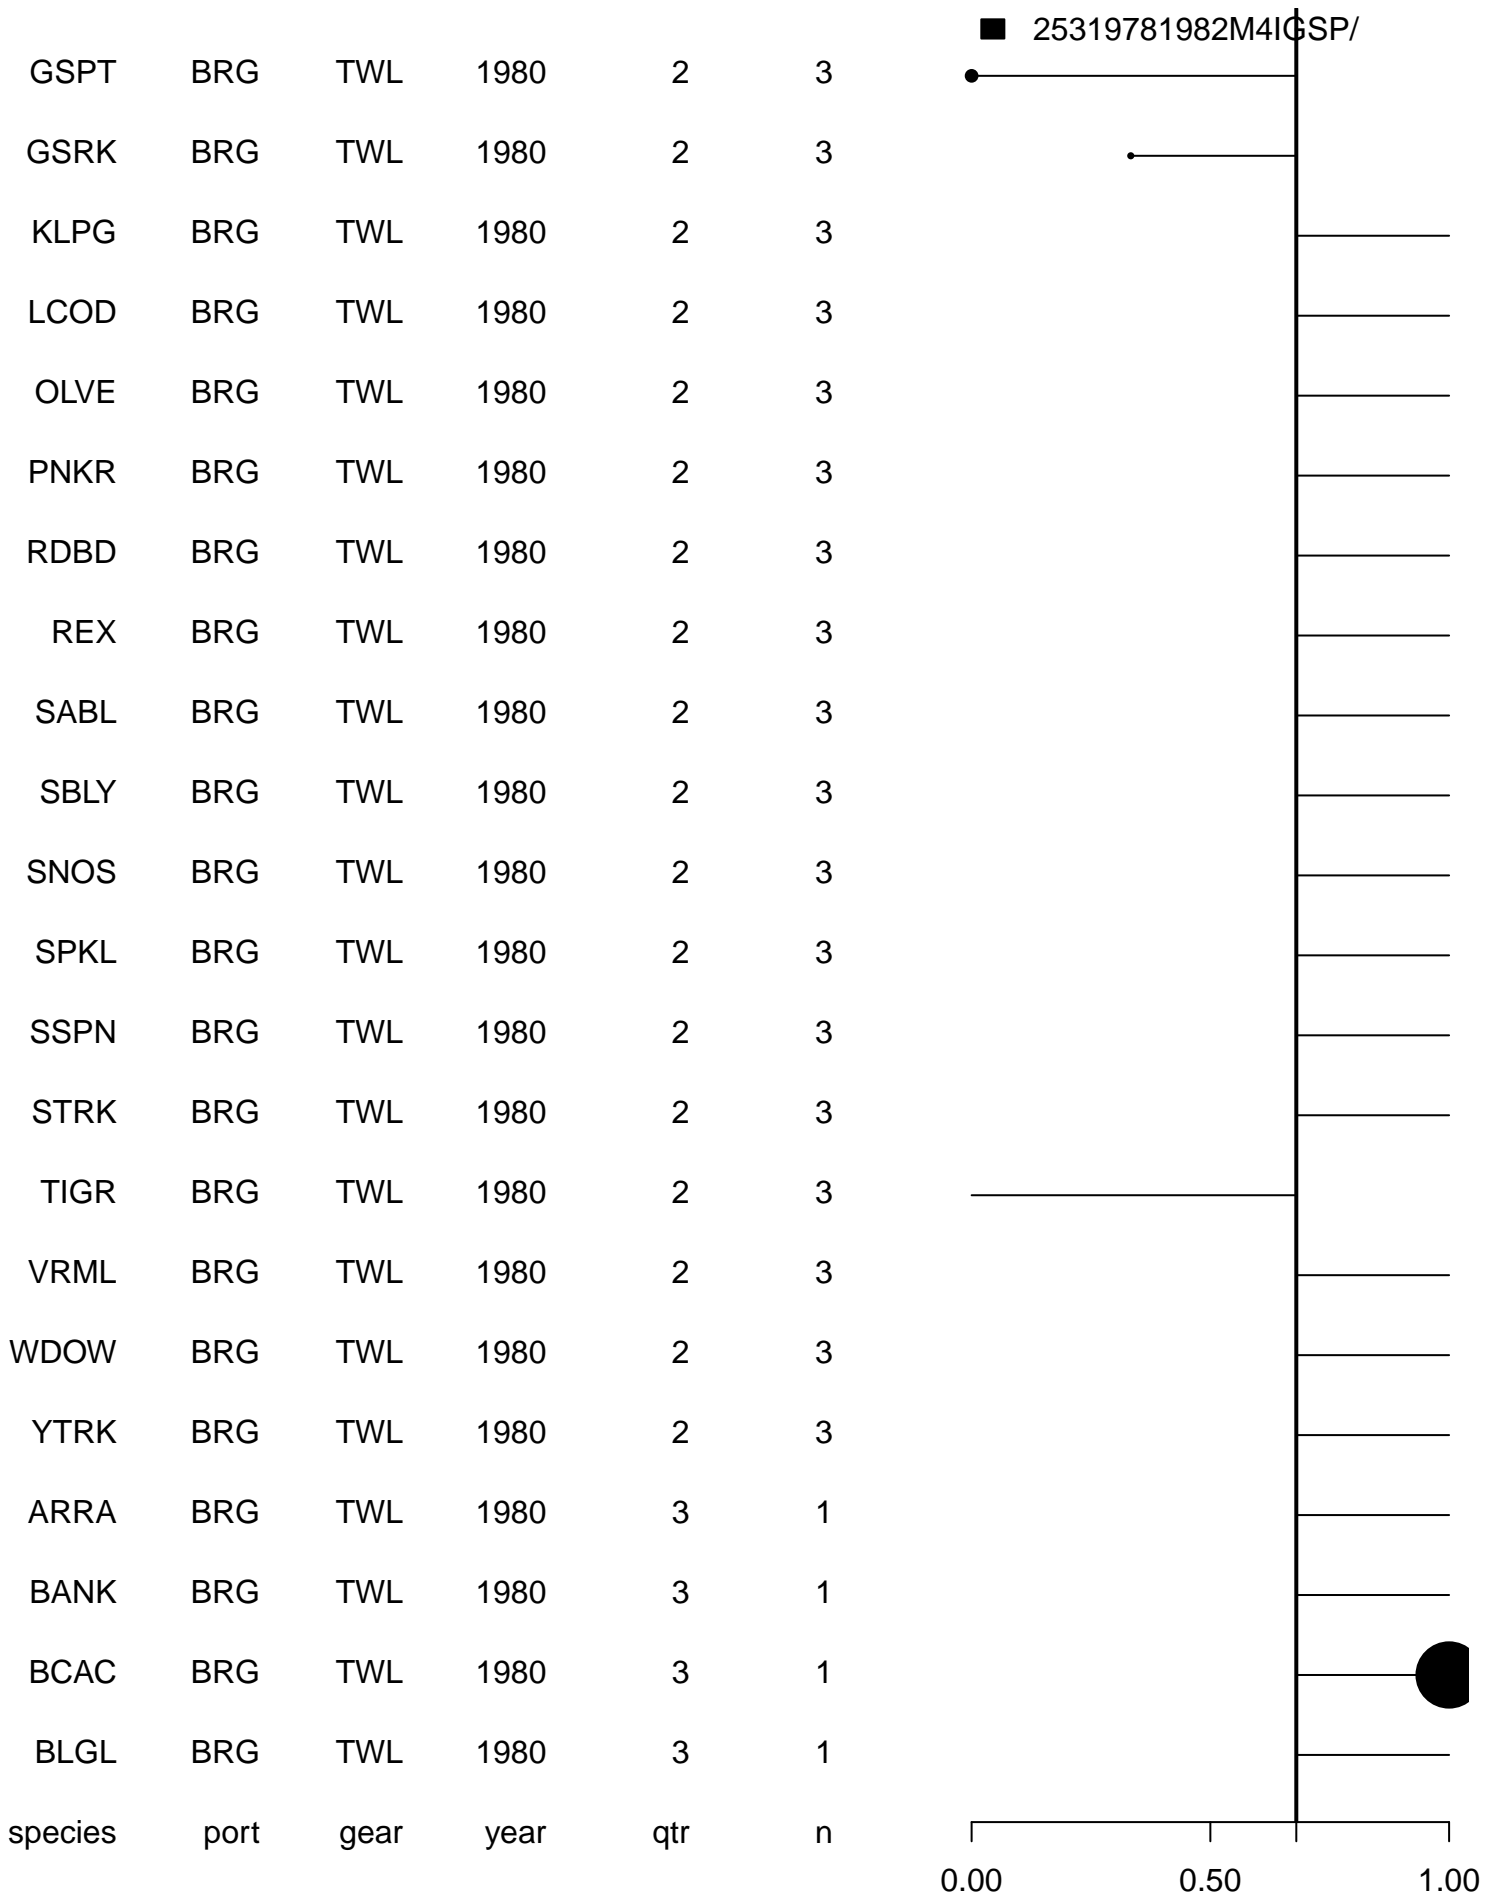 25319781982M4IGSP/
GSPT BRG TWL 1980 2 3
GSRK BRG TWL 1980 2 3
KLPG BRG TWL 1980 2 3
LCOD BRG TWL 1980 2 3
OLVE BRG TWL 1980 2 3
PNKR BRG TWL 1980 2 3
RDBD BRG TWL 1980 2 3
REX BRG TWL 1980 2 3
SABL BRG TWL 1980 2 3
SBLY BRG TWL 1980 2 3
SNOS BRG TWL 1980 2 3
SPKL BRG TWL 1980 2 3
SSPN BRG TWL 1980 2 3
STRK BRG TWL 1980 2 3
TIGR BRG TWL 1980 2 3
VRML BRG TWL 1980 2 3
WDOW BRG TWL 1980 2 3
YTRK BRG TWL 1980 2 3
ARRA BRG TWL 1980 3 1
BANK BRG TWL 1980 3 1
BCAC BRG TWL 1980 3 1
BLGL BRG TWL 1980 3 1
species port gear year qtr n
0.00 0.50 1.00